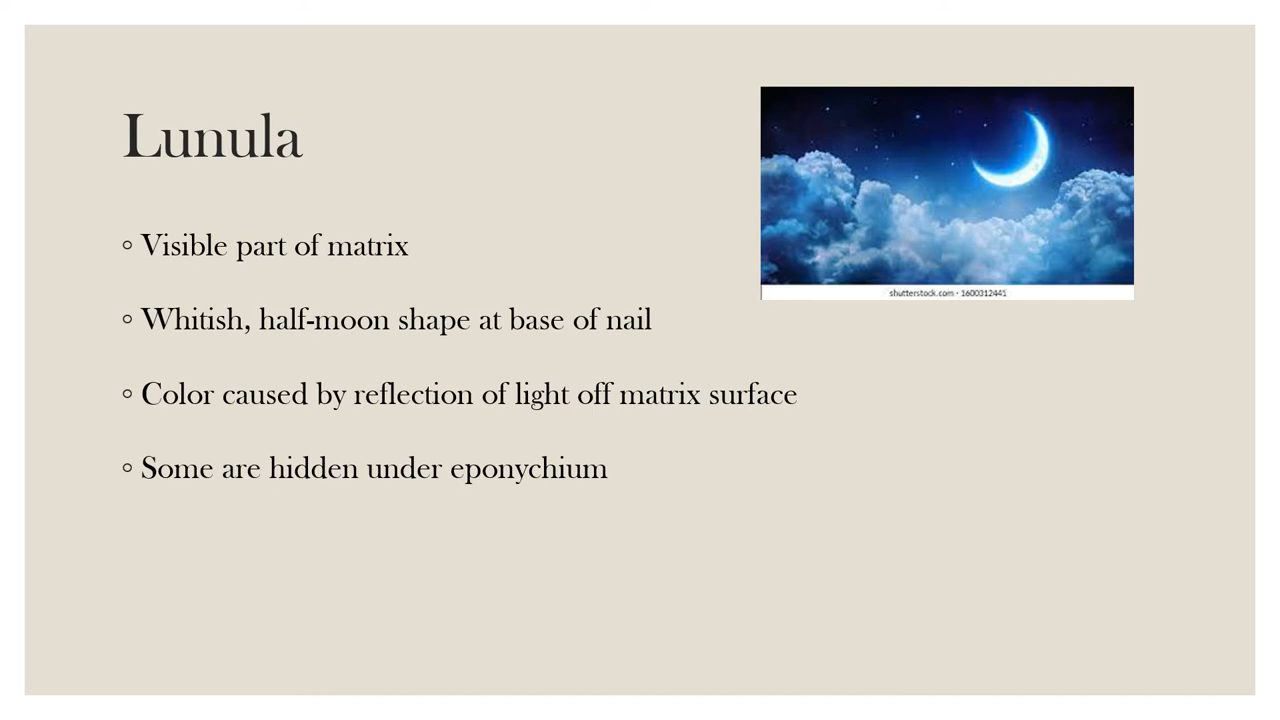 Lunula
◦ Visible part of matrix
◦ Whitish, half-moon shape at base of nail
◦ Color caused by reflection of light off matrix surface
◦ Some are hidden under eponychium
shutterstock.com • 1600312441